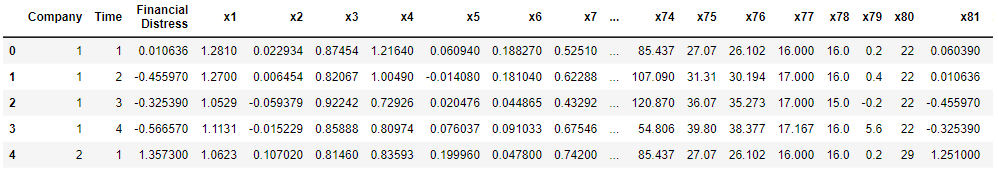 Company Time Financial Distress x1 x2 x3 x4 x5 x6 x7 ... x74 x75 x76 x77 x78 x79 x80 x81
0 1 1 0.010636 1.2810 0.022934 0.87454 1.21640 0.060940 0.188270 0.52510 ... 85.437 27.07 26.102 16.000 16.0 0.2 22 0.060390
1 1 2 -0.455970 1.2700 0.006454 0.82067 1.00490 -0.014080 0.181040 0.62288 ... 107.090 31.31 30.194 17.000 16.0 0.4 22 0.010636
2 1 3 -0.325390 1.0529 -0.059379 0.92242 0.72926 0.020476 0.044865 0.43292 ... 120.870 36.07 35.273 17.000 15.0 -0.2 22 -0.455970
3 1 4 -0.566570 1.1131 -0.015229 0.85888 0.80974 0.076037 0.091033 0.67546 ... 54.806 39.80 38.377 17.167 16.0 5.6 22 -0.325390
4 2 1 1.357300 1.0623 0.107020 0.81460 0.83593 0.199960 0.047800 0.74200 ... 85.437 27.07 26.102 16.000 16.0 0.2 29 1.251000